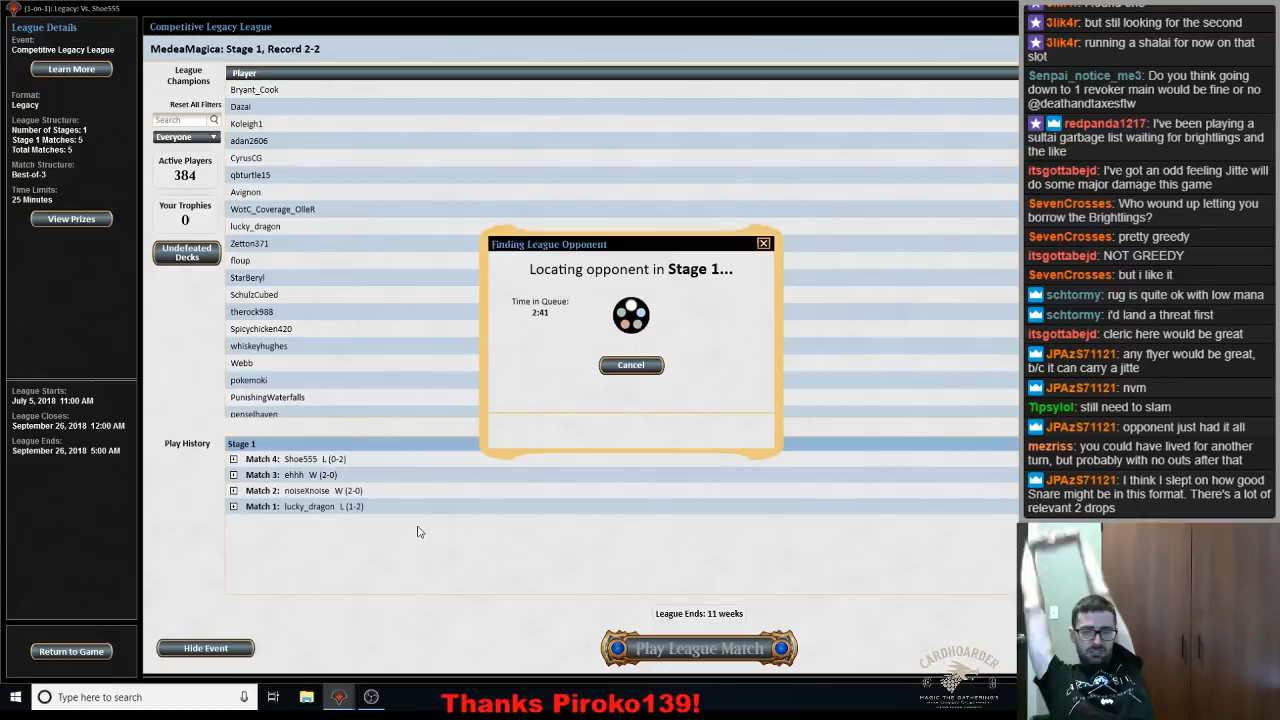 (1-on-1): Legacy: Vs. Shoe555
League Details
Event:
Competitive Legacy League
Learn More
Format:
Legacy
League Structure:
Number of Stages: 1
Stage 1 Matches: 5
Total Matches: 5
Match Structure:
Best-of-3
Time Limits:
25 Minutes
View Prizes
League Starts:
July 5, 2018 11:00 AM
League Closes:
September 26, 2018 12:00 AM
League Ends:
September 26, 2018 5:00 AM
Return to Game
Competitive Legacy League
MedeaMagica: Stage 1, Record 2-2
League
Champions
Reset All Filters
Search
Everyone
Active Players
384
Your Trophies
0
Undefeated
Decks
Player
Bryant_Cook
Dazai
Koleigh1
adan2606
CyrusCG
qbturtle15
Avignon
WotC_Coverage_OlleR
lucky_dragon
Zetton371
floup
StarBeryl
SchulzCubed
therock988
Spicychicken420
whiskeyhughes
Webb
pokemoki
PunishingWaterfalls
penselhaven
Finding League Opponent
Locating opponent in Stage 1...
Time in Queue:
2:41
Cancel
Play History
Stage 1
Match 4: Shoe555 L (0-2)
Match 3: ehhh W (2-0)
Match 2: noiseXnoise W (2-0)
Match 1: lucky_dragon L (1-2)
League Ends: 11 weeks
Hide Event
Play League Match
CARDHOARDER
MAGIC THE GATHERING
Type here to search
Thanks Piroko139!
3lik4r: but stil looking for the second
3lik4r: running a shalai for now on that
slot
Senpai_notice_me3: Do you think going
down to 1 revoker main would be fine or no
@deathandtaxesftw
redpanda1217: I've been playing a
sultai garbage list waiting for brightlings and
the like
itsgottabejd: I've got an odd feeling Jitte will
do some major damage this game
SevenCrosses: Who wound up letting you
borrow the Brightlings?
SevenCrosses: pretty greedy
itsgottabejd: NOT GREEDY
SevenCrosses: but i like it
schtormy: rug is quite ok with low mana
schtormy: i'd land a threat first
itsgottabejd: cleric here would be great
JPAzS71121: any flyer would be great,
b/c it can carry a jitte
JPAzS71121: nvm
Tipsylol: still need to slam
JPAzS71121: opponent just had it all
mezriss: you could have lived for another
turn, but probably with no outs after that
JPAzS71121: I think I slept on how good
Snare might be in this format. There's a lot of
relevant 2 drops